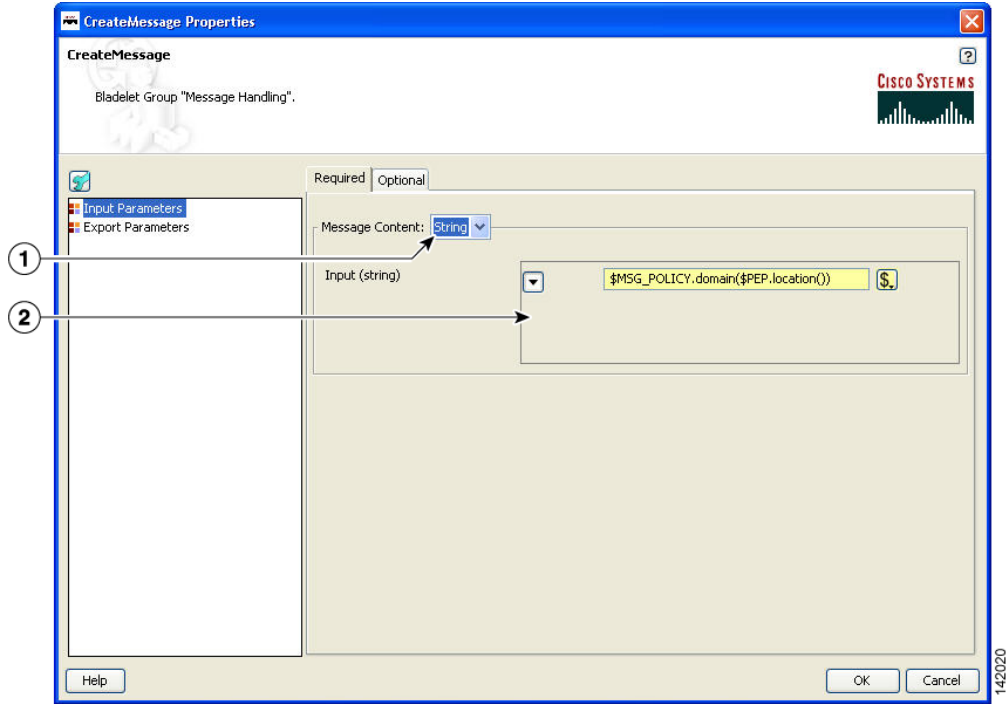 CreateMessage Properties
CreateMessage
?
Bladelet Group "Message Handling".
CISCO SYSTEMS
Required Optional
Input Parameters
Export Parameters
Message Content: String
1
Input (string)
$MSG_POLICY.domain($PEP.location())
$
2
Help
OK
Cancel
142020